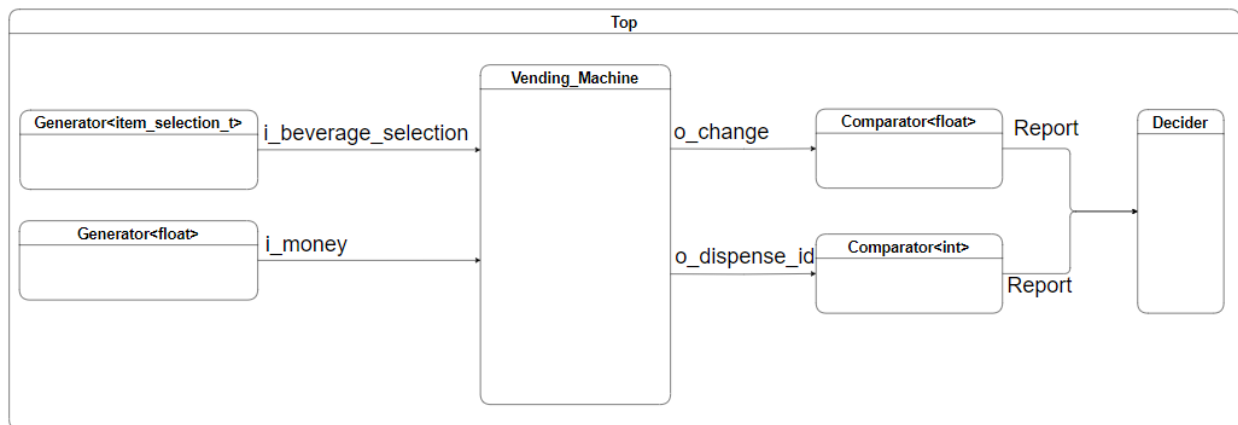 Top
Vending_Machine
Generator<item_selection_t>
i_beverage_selection
o_change
Comparator<float>
Report
Decider
Generator<float>
i_money
o_dispense_id
Comparator<int>
Report